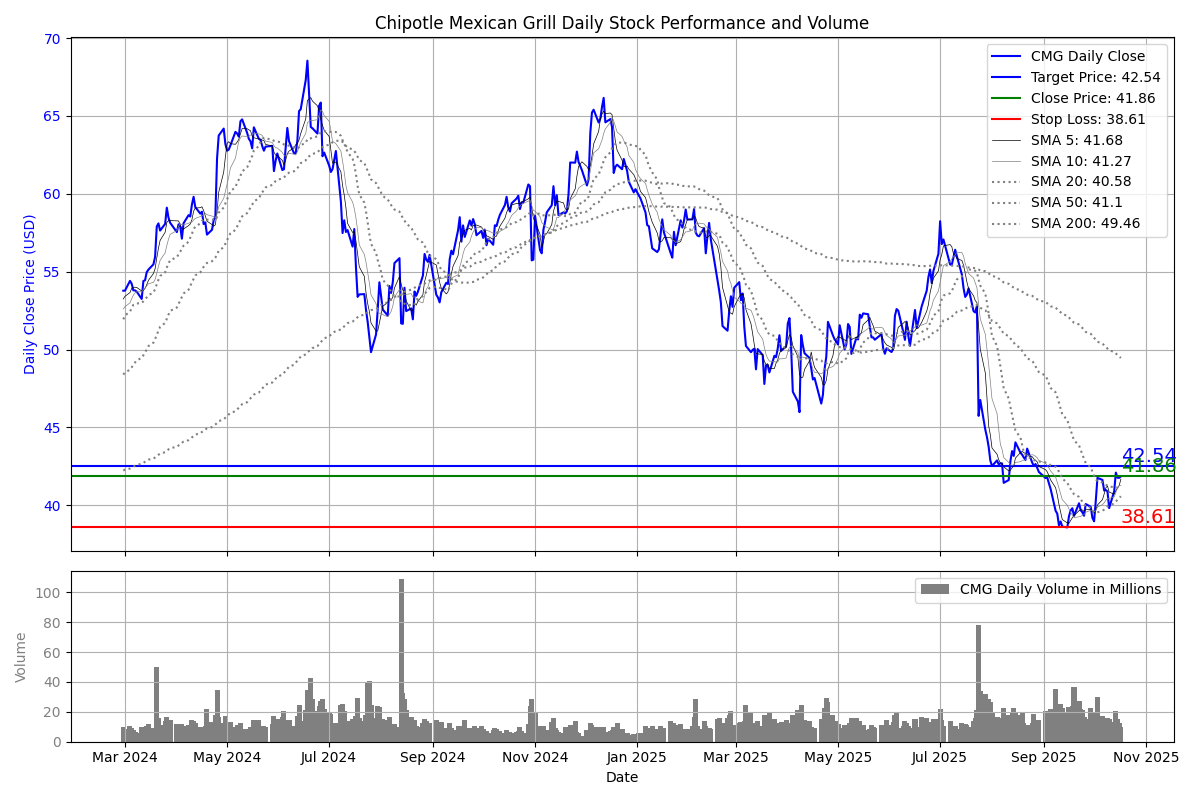 Chipotle Mexican Grill Daily Stock Performance and Volume
70
65
60
55
50
45
40
Daily Close Price (USD)
CMG Daily Close
Target Price: 42.54
Close Price: 41.86
Stop Loss: 38.61
SMA 5: 41.68
SMA 10: 41.27
SMA 20: 40.58
SMA 50: 41.1
SMA 200: 49.46
42.54
41.86
38.61
100
80
60
40
20
0
Volume
CMG Daily Volume in Millions
Mar 2024 May 2024 Jul 2024 Sep 2024 Nov 2024 Jan 2025 Mar 2025 May 2025 Jul 2025 Sep 2025 Nov 2025
Date